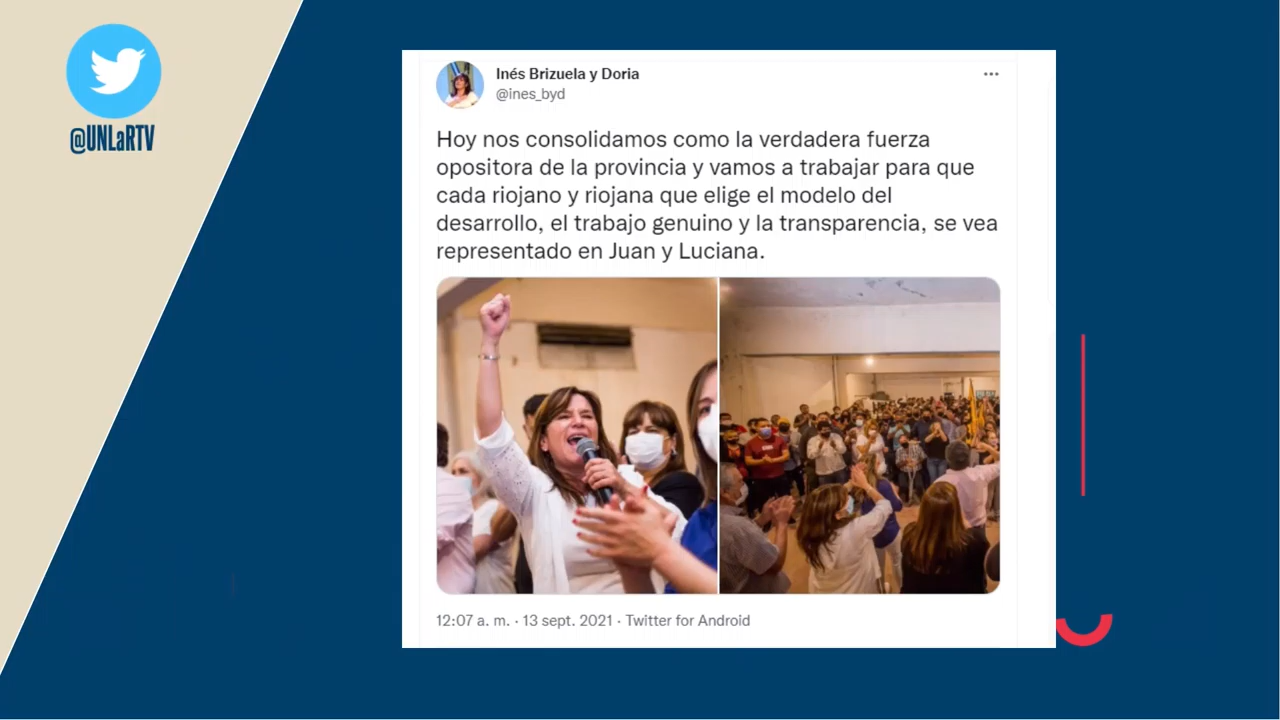 @UNLaRTV
Inés Brizuela y Doria
@ines_byd
Hoy nos consolidamos como la verdadera fuerza
opositora de la provincia y vamos a trabajar para que
cada riojano y riojana que elige el modelo del
desarrollo, el trabajo genuino y la transparencia, se vea
representado en Juan y Luciana.
12:07 a. m. · 13 sept. 2021 · Twitter for Android